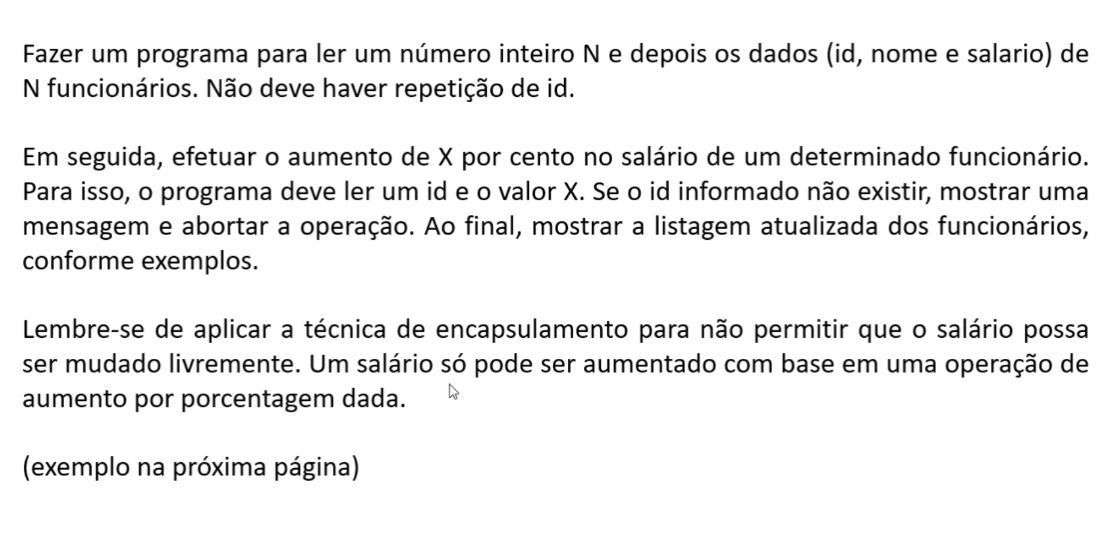 Fazer um programa para ler um número inteiro N e depois os dados (id, nome e salario) de
N funcionários. Não deve haver repetição de id.
Em seguida, efetuar o aumento de X por cento no salário de um determinado funcionário.
Para isso, o programa deve ler um id e o valor X. Se o id informado não existir, mostrar uma
mensagem e abortar a operação. Ao final, mostrar a listagem atualizada dos funcionários,
conforme exemplos.
Lembre-se de aplicar a técnica de encapsulamento para não permitir que o salário possa
ser mudado livremente. Um salário só pode ser aumentado com base em uma operação de
aumento por porcentagem dada.
(exemplo na próxima página)